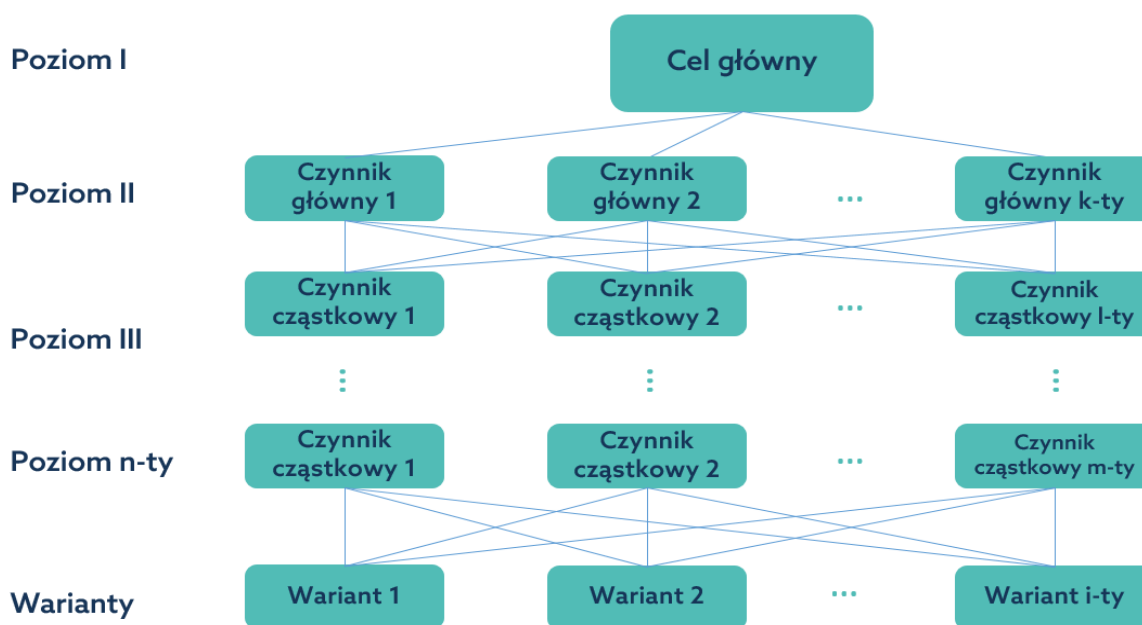 Poziom I
Cel główny
Poziom II
Czynnik
główny 1
Czynnik
główny 2
...
Czynnik
główny k-ty
Poziom III
Czynnik
cząstkowy 1
Czynnik
cząstkowy 2
...
Czynnik
cząstkowy l-ty
Poziom n-ty
Czynnik
cząstkowy 1
Czynnik
cząstkowy 2
...
Czynnik
cząstkowy m-ty
Warianty
Wariant 1
Wariant 2
...
Wariant i-ty